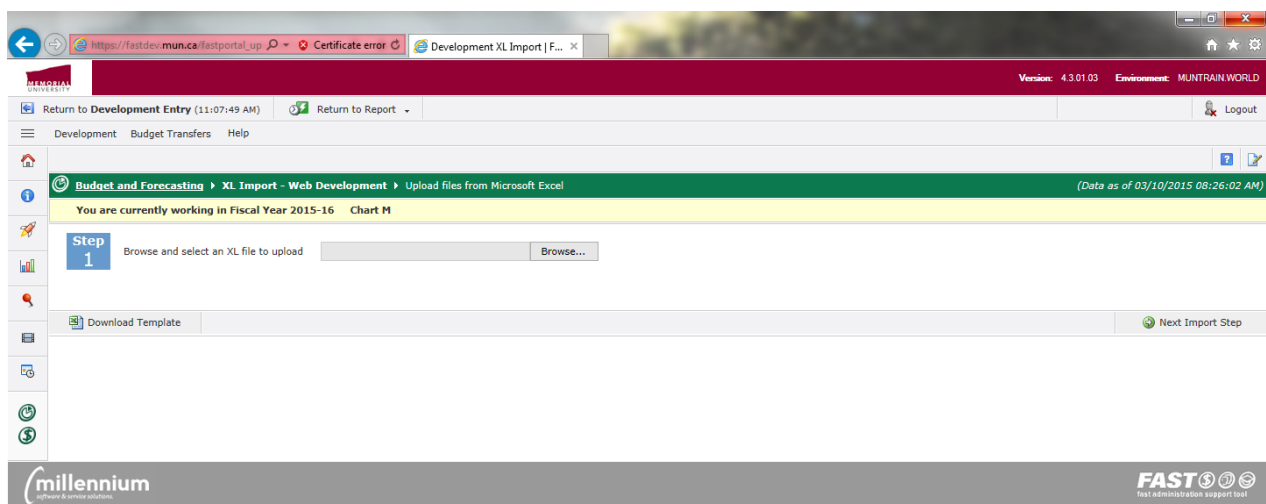 https://fastdev.mun.ca/fastportal_up Certificate error Development XL Import | F...
MEMORIAL
UNIVERSITY
Version: 4.3.01.03 Environment: MUNTRAIN.WORLD
Return to Development Entry (11:07:49 AM) Return to Report Logout
Development Budget Transfers Help
Budget and Forecasting XL Import - Web Development Upload files from Microsoft Excel (Data as of 03/10/2015 08:26:02 AM)
You are currently working in Fiscal Year 2015-16 Chart M
Step
1
Browse and select an XL file to upload Browse...
Download Template Next Import Step
millennium
software & service solutions.
FAST
fast administration support tool